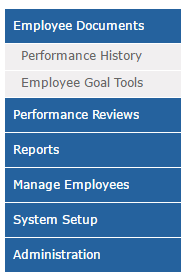 Employee Documents
Performance History
Employee Goal Tools
Performance Reviews
Reports
Manage Employees
System Setup
Administration